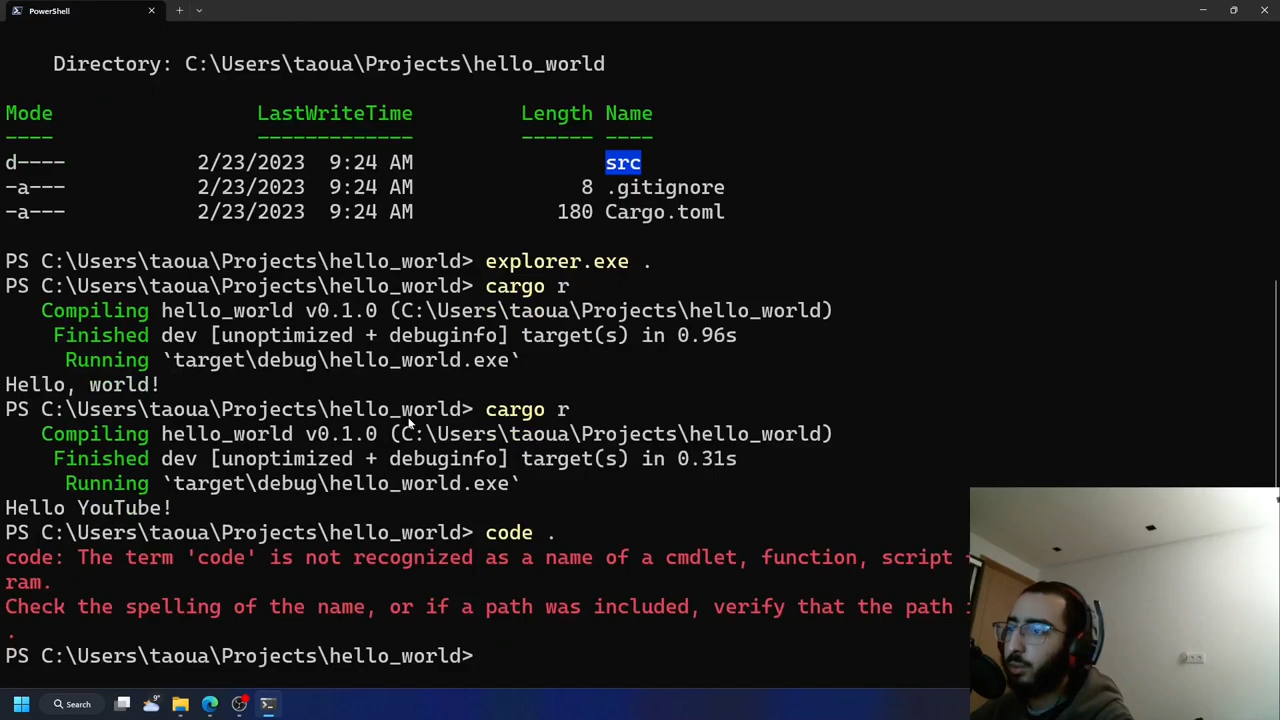 PowerShell
Directory: C:\Users\taoua\Projects\hello_world
Mode LastWriteTime Length Name
---- ------------- ------ ----
d---- 2/23/2023 9:24 AM src
-a--- 2/23/2023 9:24 AM 8 .gitignore
-a--- 2/23/2023 9:24 AM 180 Cargo.toml
PS C:\Users\taoua\Projects\hello_world> explorer.exe .
PS C:\Users\taoua\Projects\hello_world> cargo r
Compiling hello_world v0.1.0 (C:\Users\taoua\Projects\hello_world)
Finished dev [unoptimized + debuginfo] target(s) in 0.96s
Running `target\debug\hello_world.exe`
Hello, world!
PS C:\Users\taoua\Projects\hello_world> cargo r
Compiling hello_world v0.1.0 (C:\Users\taoua\Projects\hello_world)
Finished dev [unoptimized + debuginfo] target(s) in 0.31s
Running `target\debug\hello_world.exe`
Hello YouTube!
PS C:\Users\taoua\Projects\hello_world> code .
code: The term 'code' is not recognized as a name of a cmdlet, function, script
ram.
Check the spelling of the name, or if a path was included, verify that the path
.
PS C:\Users\taoua\Projects\hello_world>
9°
Search